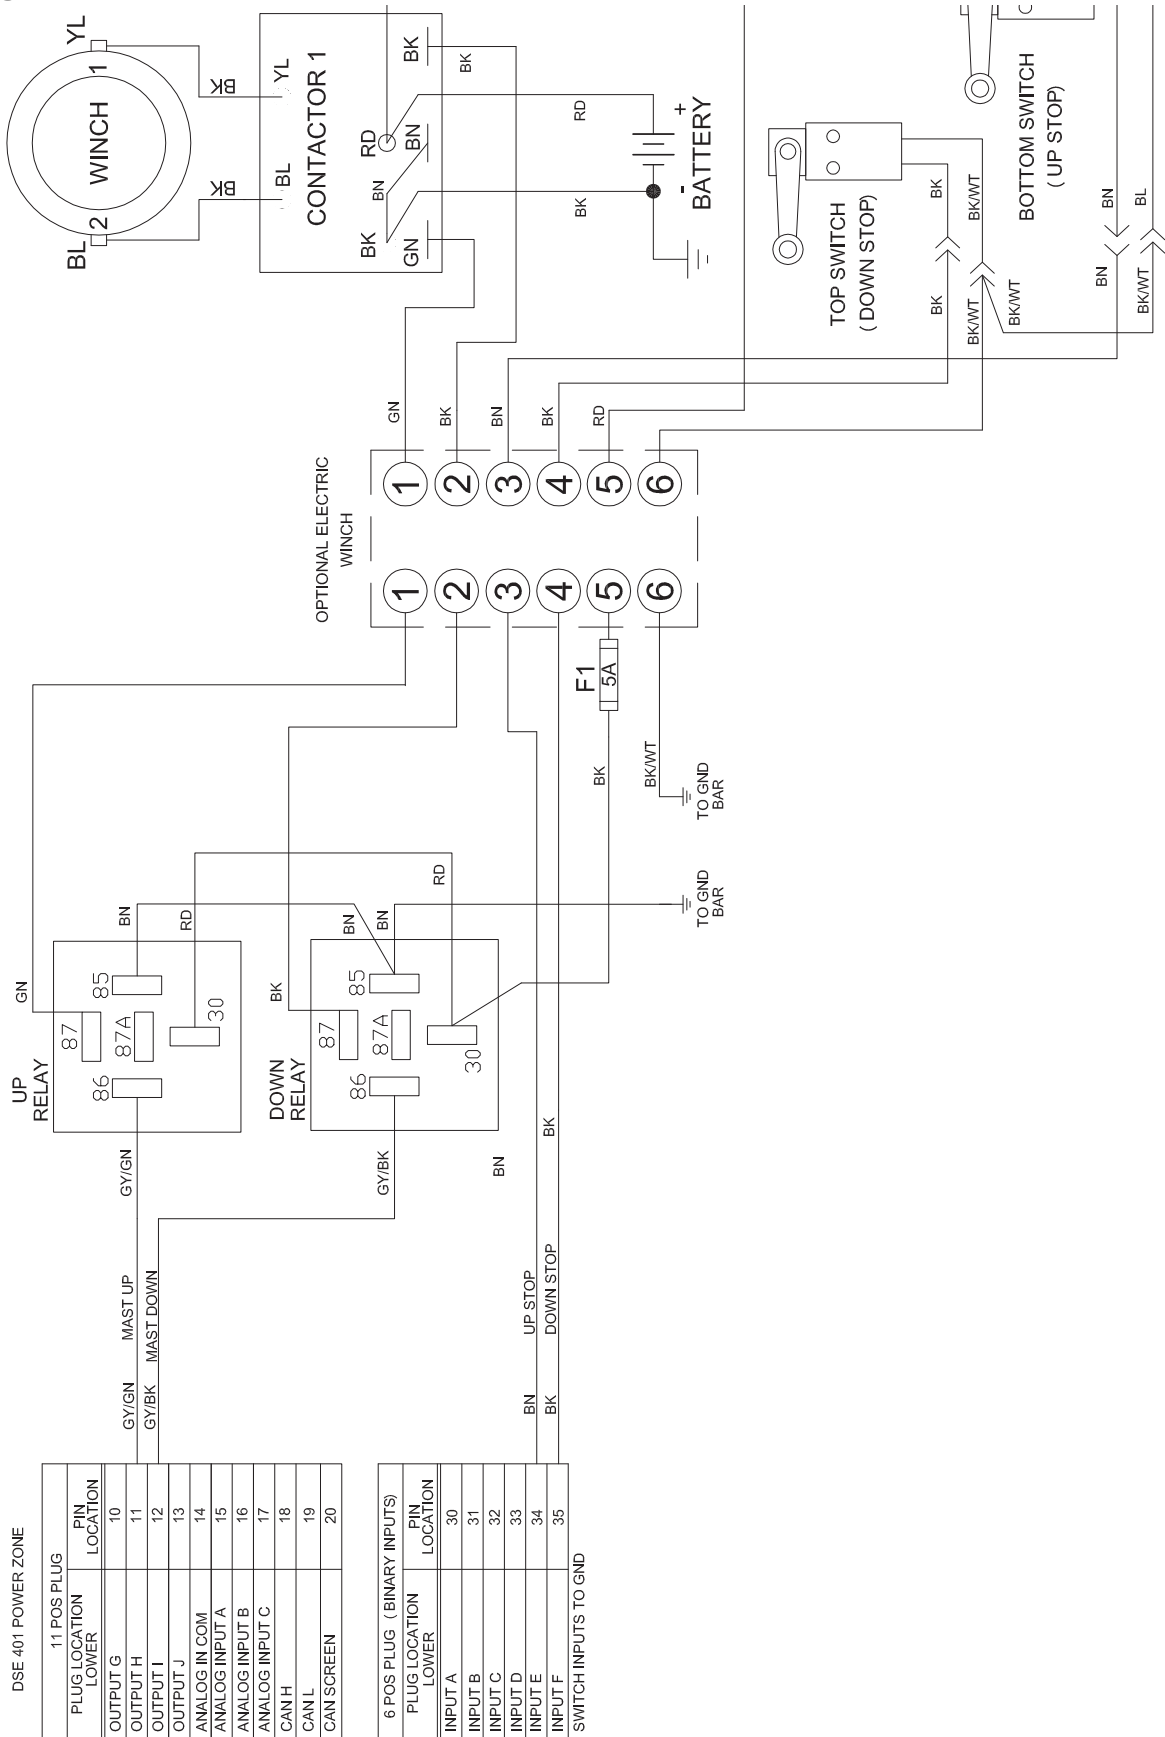 DSE 401 POWER ZONE
11 POS PLUG
PLUG LOCATION
LOWER
PIN
LOCATION
OUTPUT G 10
OUTPUT H 11
OUTPUT I 12
OUTPUT J 13
ANALOG IN COM 14
ANALOG INPUT A 15
ANALOG INPUT B 16
ANALOG INPUT C 17
CAN H 18
CAN L 19
CAN SCREEN 20
6 POS PLUG ( BINARY INPUTS)
PLUG LOCATION
LOWER
PIN
LOCATION
INPUT A 30
INPUT B 31
INPUT C 32
INPUT D 33
INPUT E 34
INPUT F 35
SWITCH INPUTS TO GND
GY/GN
MAST UP
GY/GN
GY/BK
MAST DOWN
GY/BK
BN
UP STOP
BN
BK
DOWN STOP
BK
UP
RELAY
86
87
87A
85
30
GN
BN
RD
DOWN
RELAY
86
87
87A
85
30
BK
BN
BN
RD
TO GND
BAR
TO GND
BAR
BK/WT
BK
F1
5A
OPTIONAL ELECTRIC
WINCH
1
2
3
4
5
6
1
2
3
4
5
6
GN
BK
BN
BK
RD
WINCH
BL
2
1
YL
BK
BK
BL
YL
CONTACTOR 1
BK
GN
BN
RD
BN
BK
BK
BK
RD
-
+
BATTERY
TOP SWITCH
( DOWN STOP)
BK
BK/WT
BK
BK/WT
BK/WT
BOTTOM SWITCH
( UP STOP)
BN
BL
BN
BK/WT